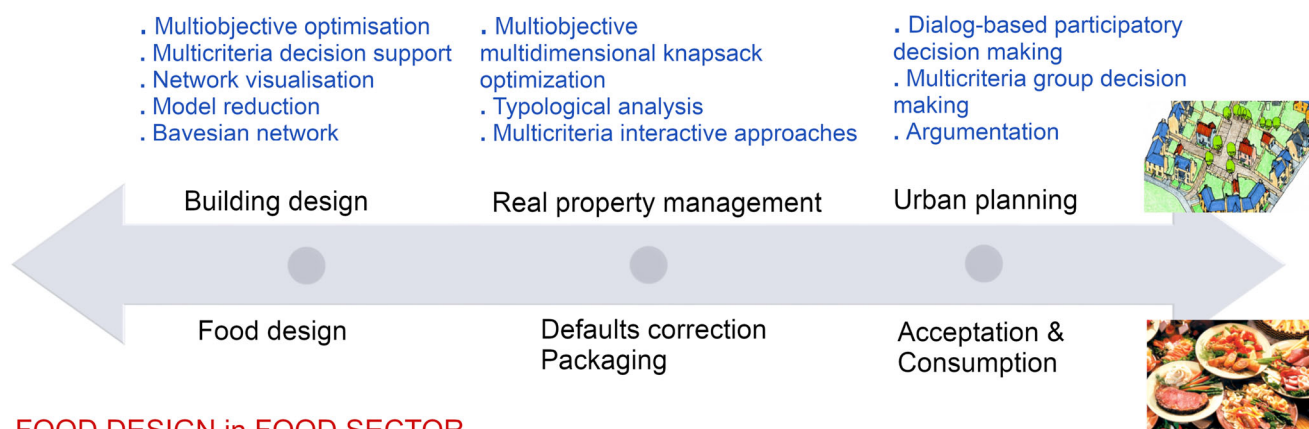 . Multiobjective optimisation
. Multicriteria decision support
. Network visualisation
. Model reduction
. Bayesian network
. Multiobjective
multidimensional knapsack
optimization
. Typological analysis
. Multicriteria interactive approaches
. Dialog-based participatory
decision making
. Multicriteria group decision
making
. Argumentation
Building design
Real property management
Urban planning
Food design
Defaults correction
Packaging
Acceptation &
Consumption
FOOD DESIGN in FOOD SECTOR